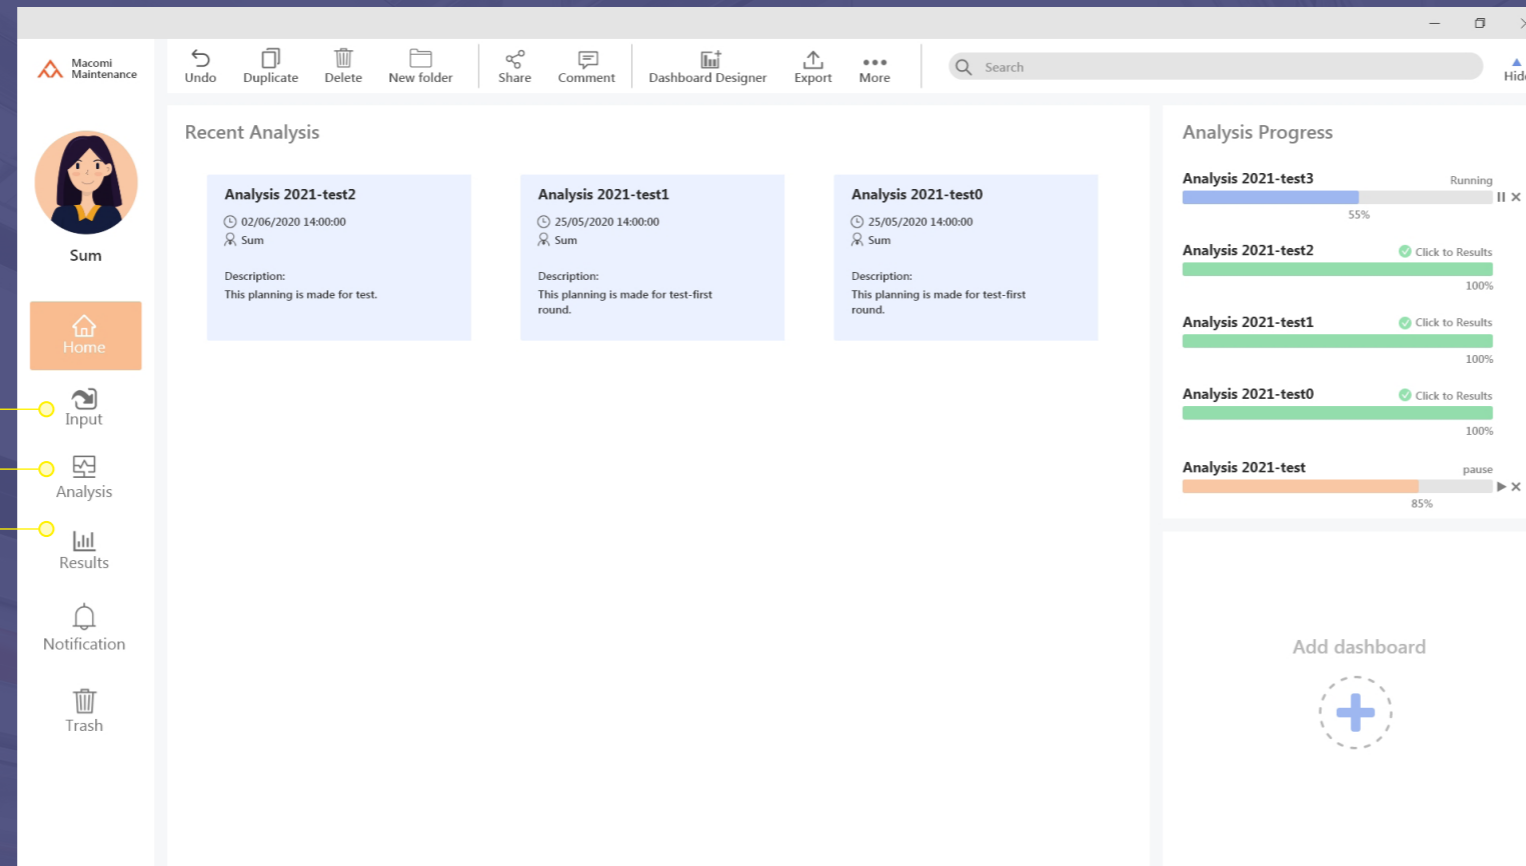 Macomi
Maintenance
Undo
Duplicate
Delete
New folder
Share
Comment
Dashboard Designer
Export
More
Search
Sum
Home
Input
Analysis
Results
Notification
Trash
Recent Analysis
Analysis 2021-test2
02/06/2020 14:00:00
Sum
Description:
This planning is made for test.
Analysis 2021-test1
25/05/2020 14:00:00
Sum
Description:
This planning is made for test-first
round.
Analysis 2021-test0
25/05/2020 14:00:00
Sum
Description:
This planning is made for test-first
round.
Analysis Progress
Analysis 2021-test3
Running
55%
Analysis 2021-test2
Click to Results
100%
Analysis 2021-test1
Click to Results
100%
Analysis 2021-test0
Click to Results
100%
Analysis 2021-test
pause
85%
Add dashboard